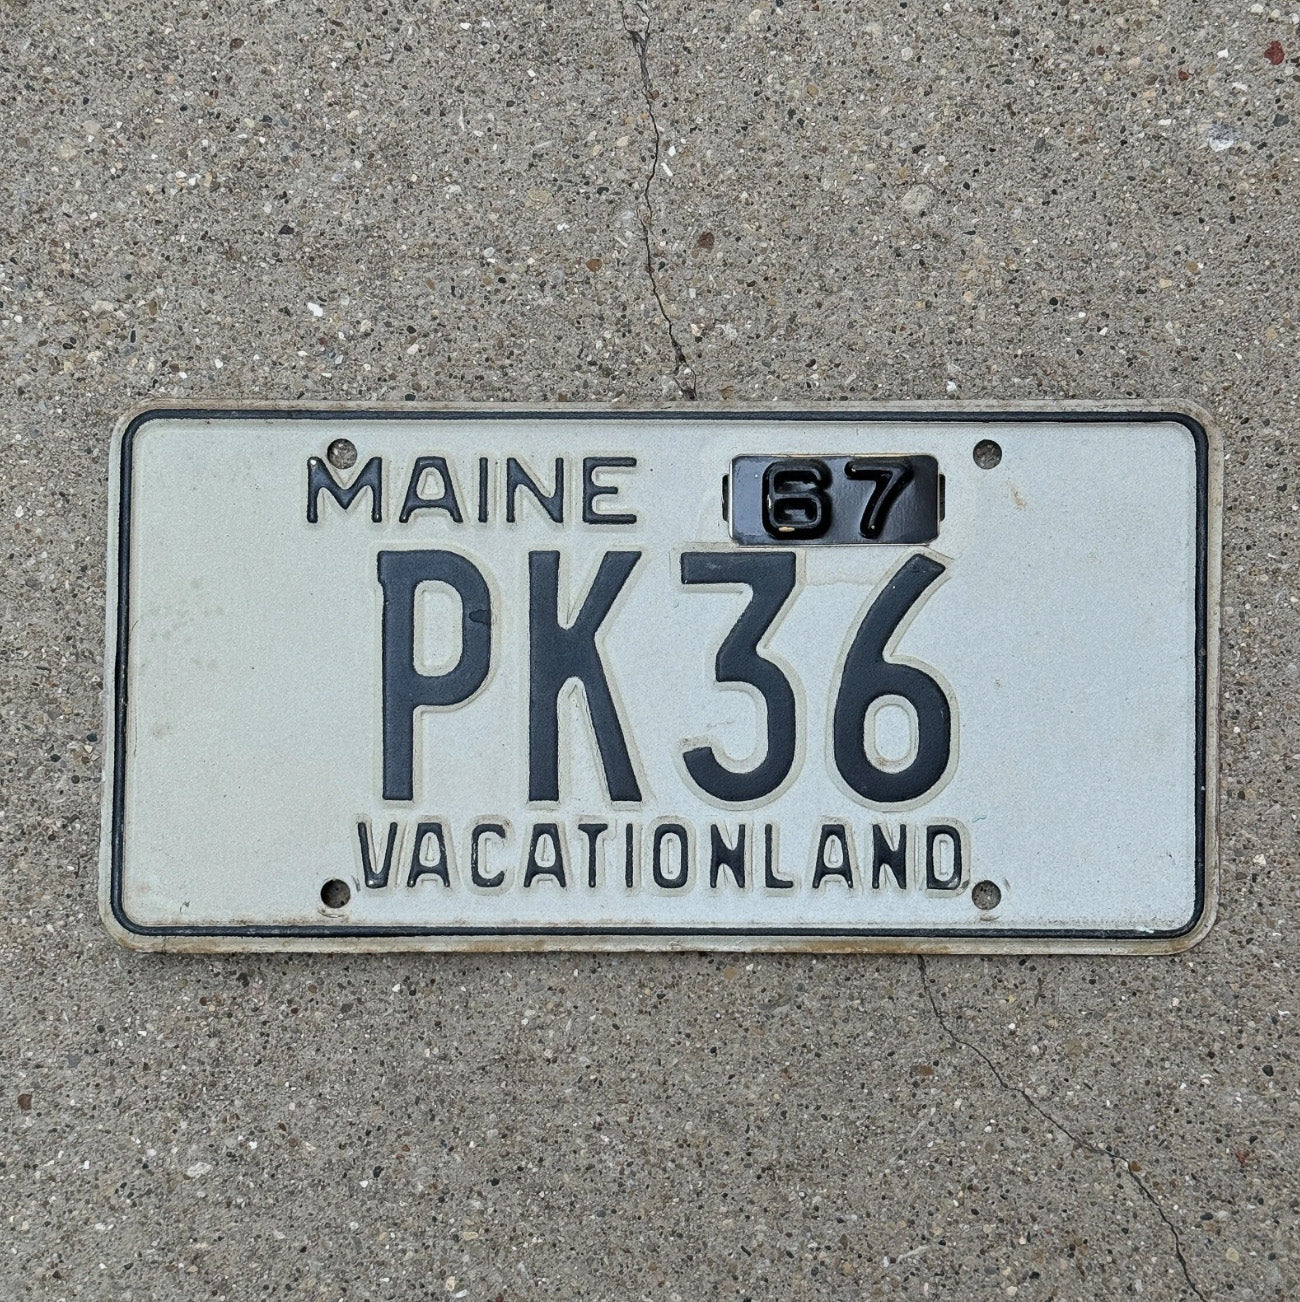 MAINE 67
PK36
VACATIONLAND